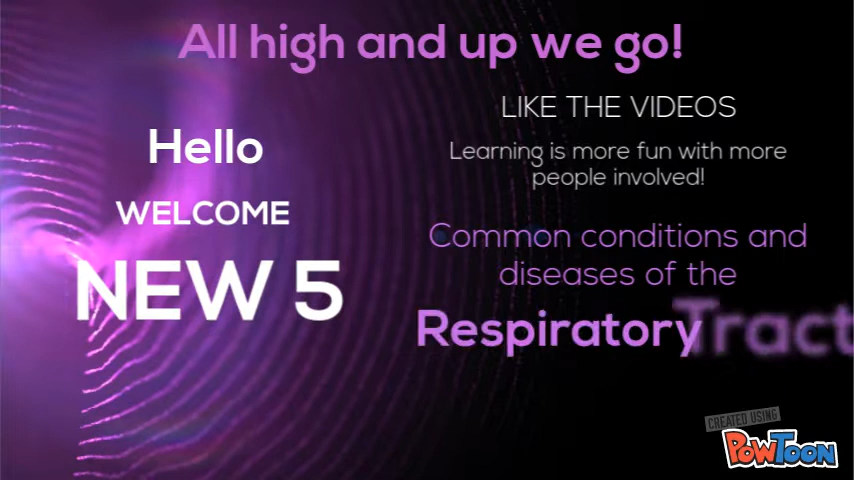 All high and up we go!
Hello
WELCOME
NEW 5
LIKE THE VIDEOS
Learning is more fun with more
people involved!
Common conditions and
diseases of the
Respiratory Tract
CREATED USING
POWTOON